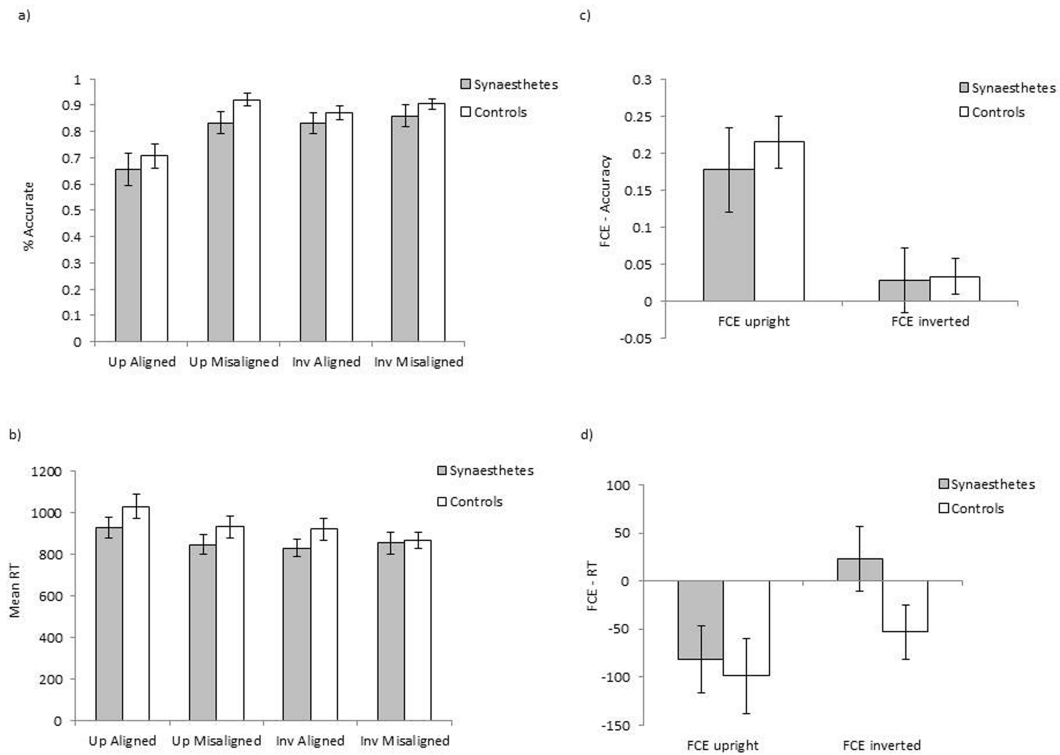 a)
Synaesthetes
Controls
% Accurate
1
0.9
0.8
0.7
0.6
0.5
0.4
0.3
0.2
0.1
0
Up Aligned
Up Misaligned
Inv Aligned
Inv Misaligned
c)
Synaesthetes
Controls
FCE - Accuracy
0.3
0.25
0.2
0.15
0.1
0.05
0
-0.05
FCE upright
FCE inverted
b)
Synaesthetes
Controls
Mean RT
1200
1000
800
600
400
200
0
Up Aligned
Up Misaligned
Inv Aligned
Inv Misaligned
d)
Synaesthetes
Controls
FCE - RT
100
50
0
-50
-100
-150
FCE upright
FCE inverted